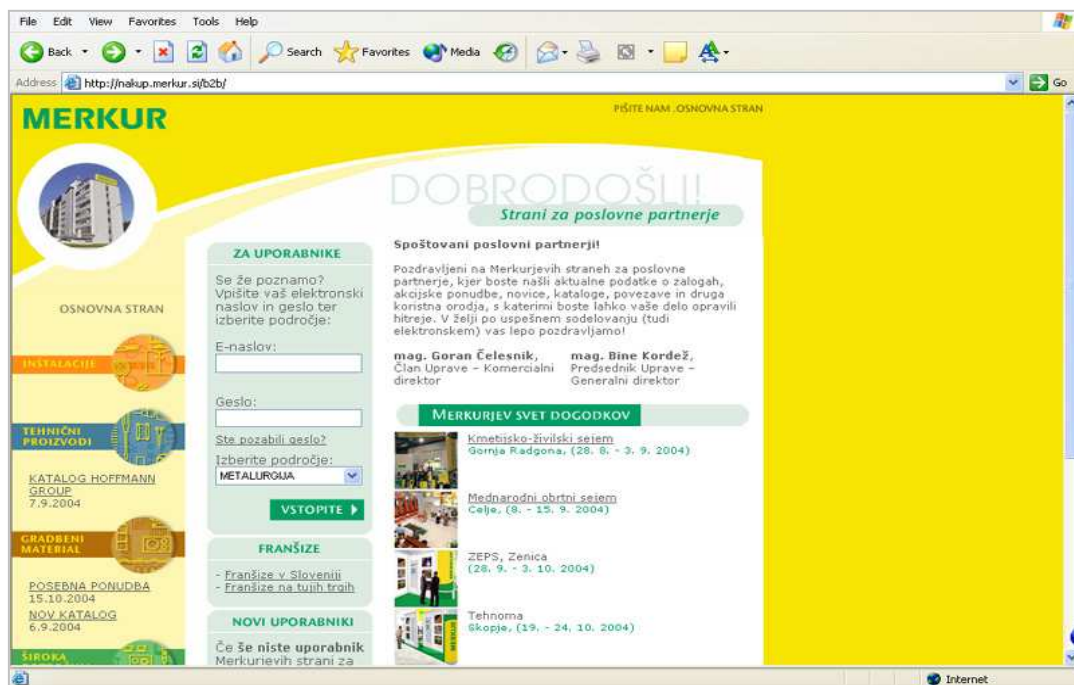 File Edit View Favorites Tools Help
Back Search Favorites Media
Address http://nakup.merkur.si/b2b/ Go
MERKUR
PIŠITE NAM .OSNOVNA STRAN
DOBRODOŠLI!
Strani za poslovne partnerje
OSNOVNA STRAN
INSTALACIJE
TEHNIČNI
PROIZVODI
KATALOG HOFFMANN
GROUP
7.9.2004
GRADBENI
MATERIAL
POSEBNA PONUDBA
15.10.2004
NOV KATALOG
6.9.2004
ŠIROKA
ZA UPORABNIKE
Se že poznamo?
Vpišite vaš elektronski
naslov in geslo ter
izberite področje:
E-naslov:
Geslo:
Ste pozabili geslo?
Izberite področje:
METALURGIJA
VSTOPITE
FRANŠIZE
- Franšize v Sloveniji
- Franšize na tujih trgih
NOVI UPORABNIKI
Če še niste uporabnik
Merkurjevih strani za
Spoštovani poslovni partnerji!
Pozdravljeni na Merkurjevih straneh za poslovne
partnerje, kjer boste našli aktualne podatke o zalogah,
akcijske ponudbe, novice, kataloge, povezave in druga
koristna orodja, s katerimi boste lahko vaše delo opravili
hitreje. V želji po uspešnem sodelovanju (tudi
elektronskem) vas lepo pozdravljamo!
mag. Goran Čelesnik,
Član Uprave – Komercialni
direktor
mag. Bine Kordež,
Predsednik Uprave –
Generalni direktor
MERKURJEV SVET DOGODKOV
Kmetijsko-živilski sejem
Gornja Radgona, (28. 8. - 3. 9. 2004)
Mednarodni obrtni sejem
Celje, (8. - 15. 9. 2004)
ZEPS, Zenica
(28. 9. - 3. 10. 2004)
Tehnoma
Skopje, (19. - 24. 10. 2004)
Internet